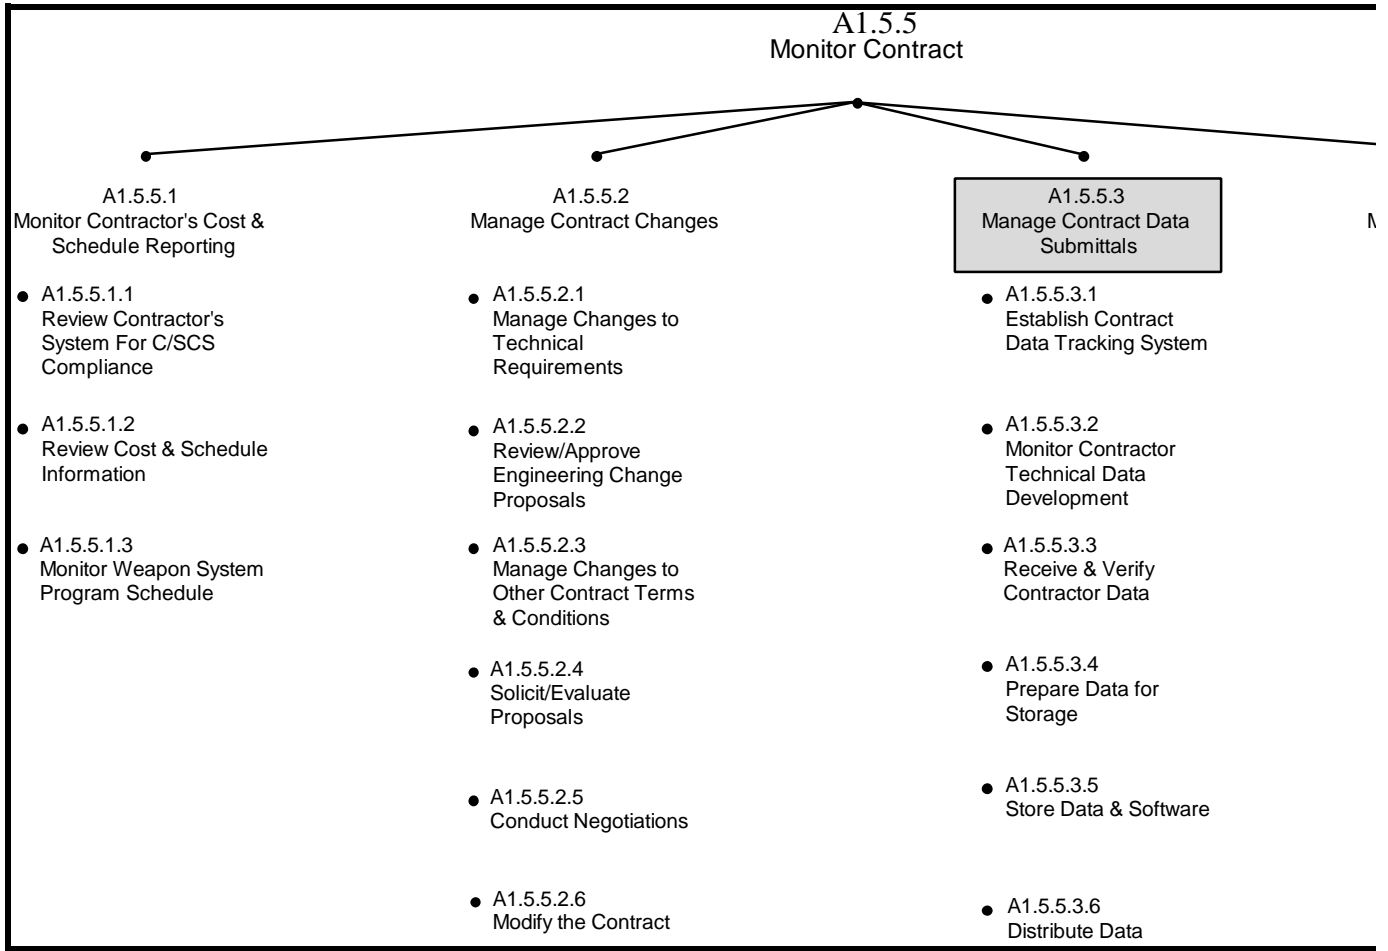 A1.5.5
Monitor Contract
A1.5.5.1
Monitor Contractor's Cost &
Schedule Reporting
A1.5.5.1.1
Review Contractor's
System For C/SCS
Compliance
A1.5.5.1.2
Review Cost & Schedule
Information
A1.5.5.1.3
Monitor Weapon System
Program Schedule
A1.5.5.2
Manage Contract Changes
A1.5.5.2.1
Manage Changes to
Technical
Requirements
A1.5.5.2.2
Review/Approve
Engineering Change
Proposals
A1.5.5.2.3
Manage Changes to
Other Contract Terms
& Conditions
A1.5.5.2.4
Solicit/Evaluate
Proposals
A1.5.5.2.5
Conduct Negotiations
A1.5.5.2.6
Modify the Contract
A1.5.5.3
Manage Contract Data
Submittals
A1.5.5.3.1
Establish Contract
Data Tracking System
A1.5.5.3.2
Monitor Contractor
Technical Data
Development
A1.5.5.3.3
Receive & Verify
Contractor Data
A1.5.5.3.4
Prepare Data for
Storage
A1.5.5.3.5
Store Data & Software
A1.5.5.3.6
Distribute Data